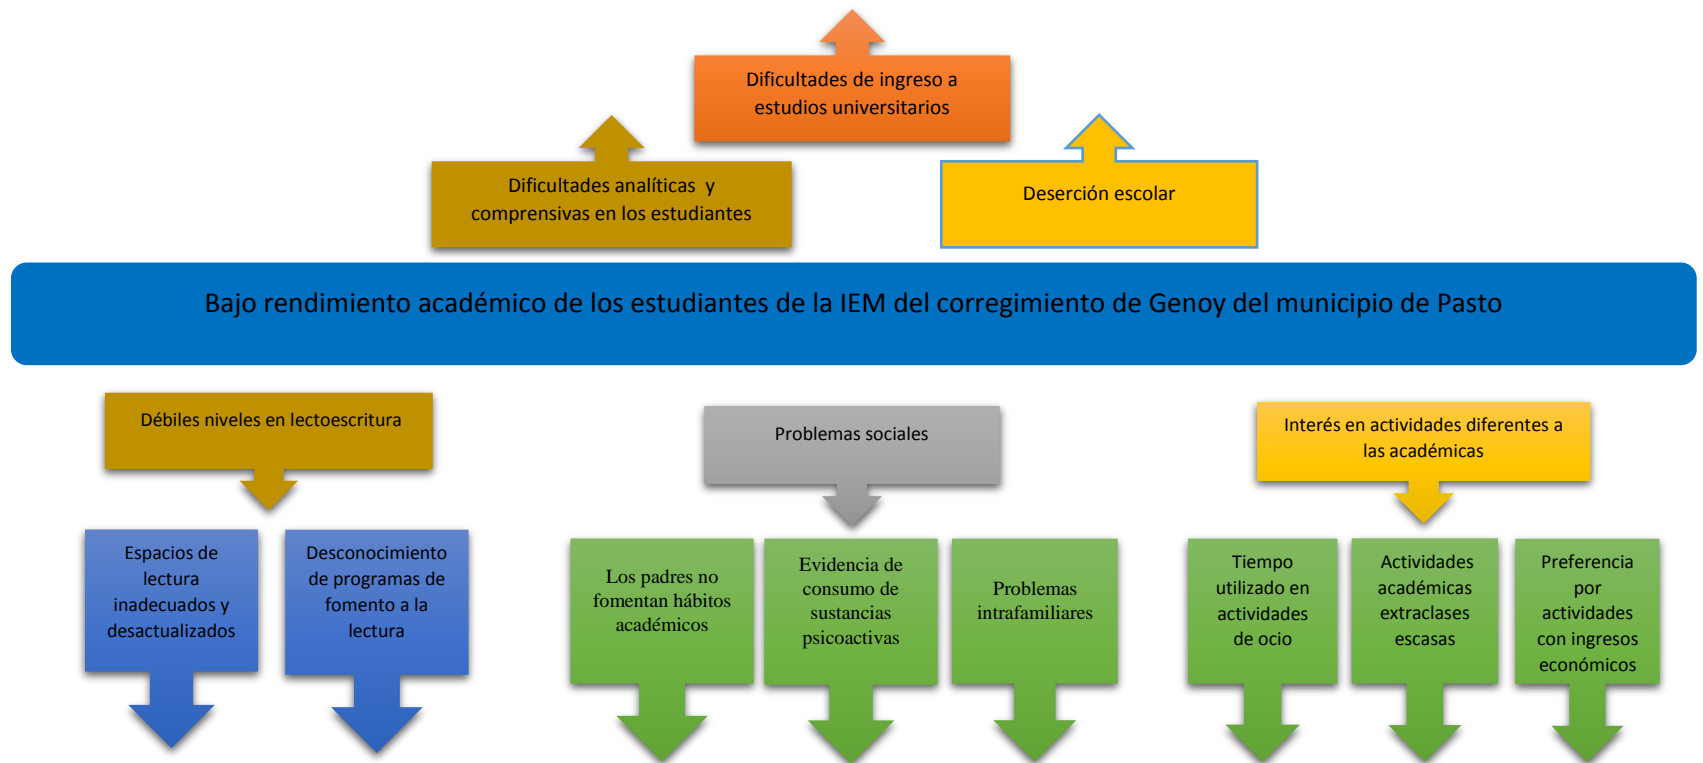 Dificultades de ingreso a
estudios universitarios
Dificultades analíticas y
comprensivas en los estudiantes
Deserción escolar
Bajo rendimiento académico de los estudiantes de la IEM del corregimiento de Genoy del municipio de Pasto
Débiles niveles en lectoescritura
Problemas sociales
Interés en actividades diferentes a
las académicas
Espacios de
lectura
inadecuados y
desactualizados
Desconocimiento
de programas de
fomento a la
lectura
Los padres no
fomentan hábitos
académicos
Evidencia de
consumo de
sustancias
psicoactivas
Problemas
intrafamiliares
Tiempo
utilizado en
actividades
de ocio
Actividades
académicas
extraclases
escasas
Preferencia
por
actividades
con ingresos
económicos